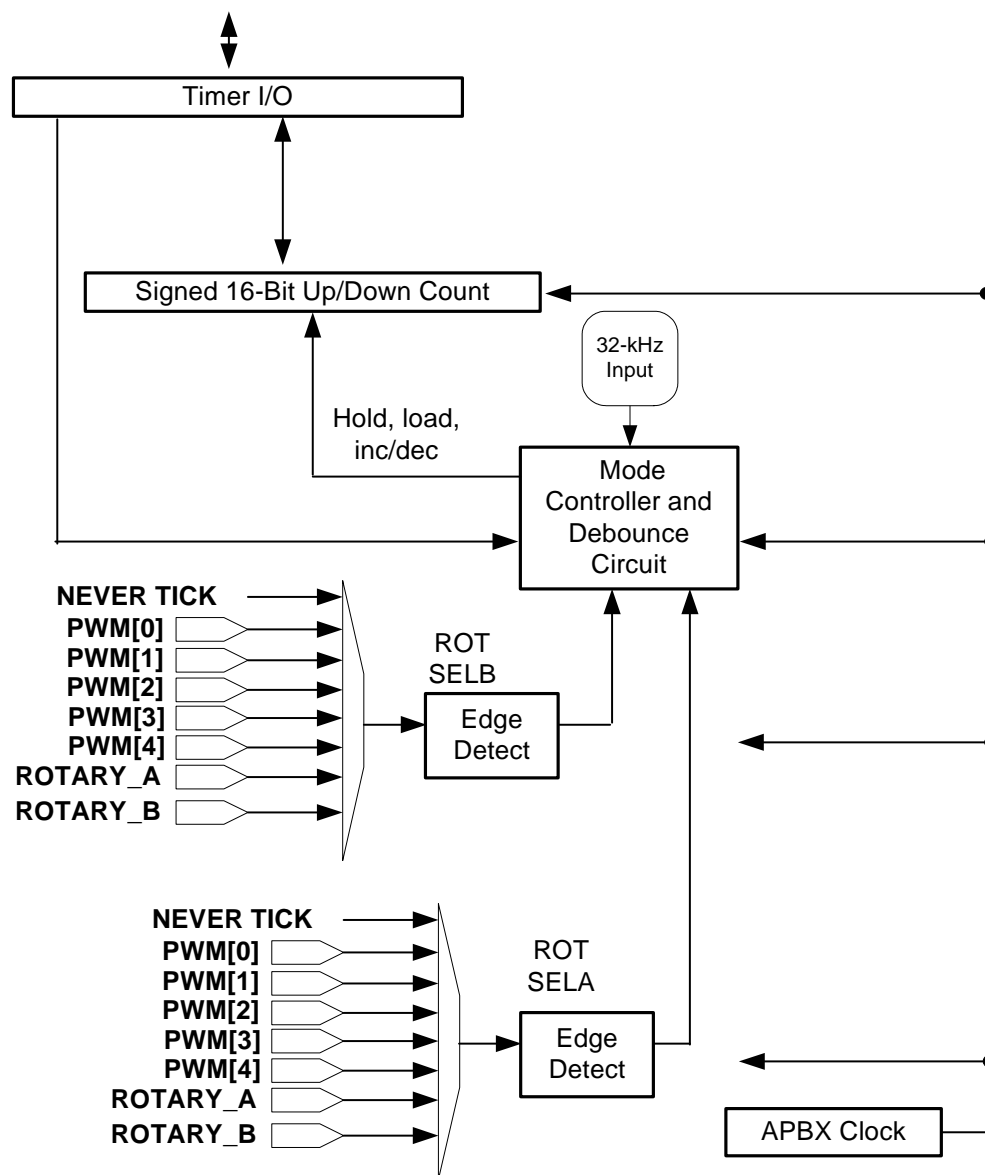 Timer I/O
Signed 16-Bit Up/Down Count
32-kHz
Input
Hold, load,
inc/dec
Mode
Controller and
Debounce
Circuit
NEVER TICK
PWM[0]
PWM[1]
PWM[2]
PWM[3]
PWM[4]
ROTARY_A
ROTARY_B
ROT
SELB
Edge
Detect
NEVER TICK
PWM[0]
PWM[1]
PWM[2]
PWM[3]
PWM[4]
ROTARY_A
ROTARY_B
ROT
SELA
Edge
Detect
APBX Clock